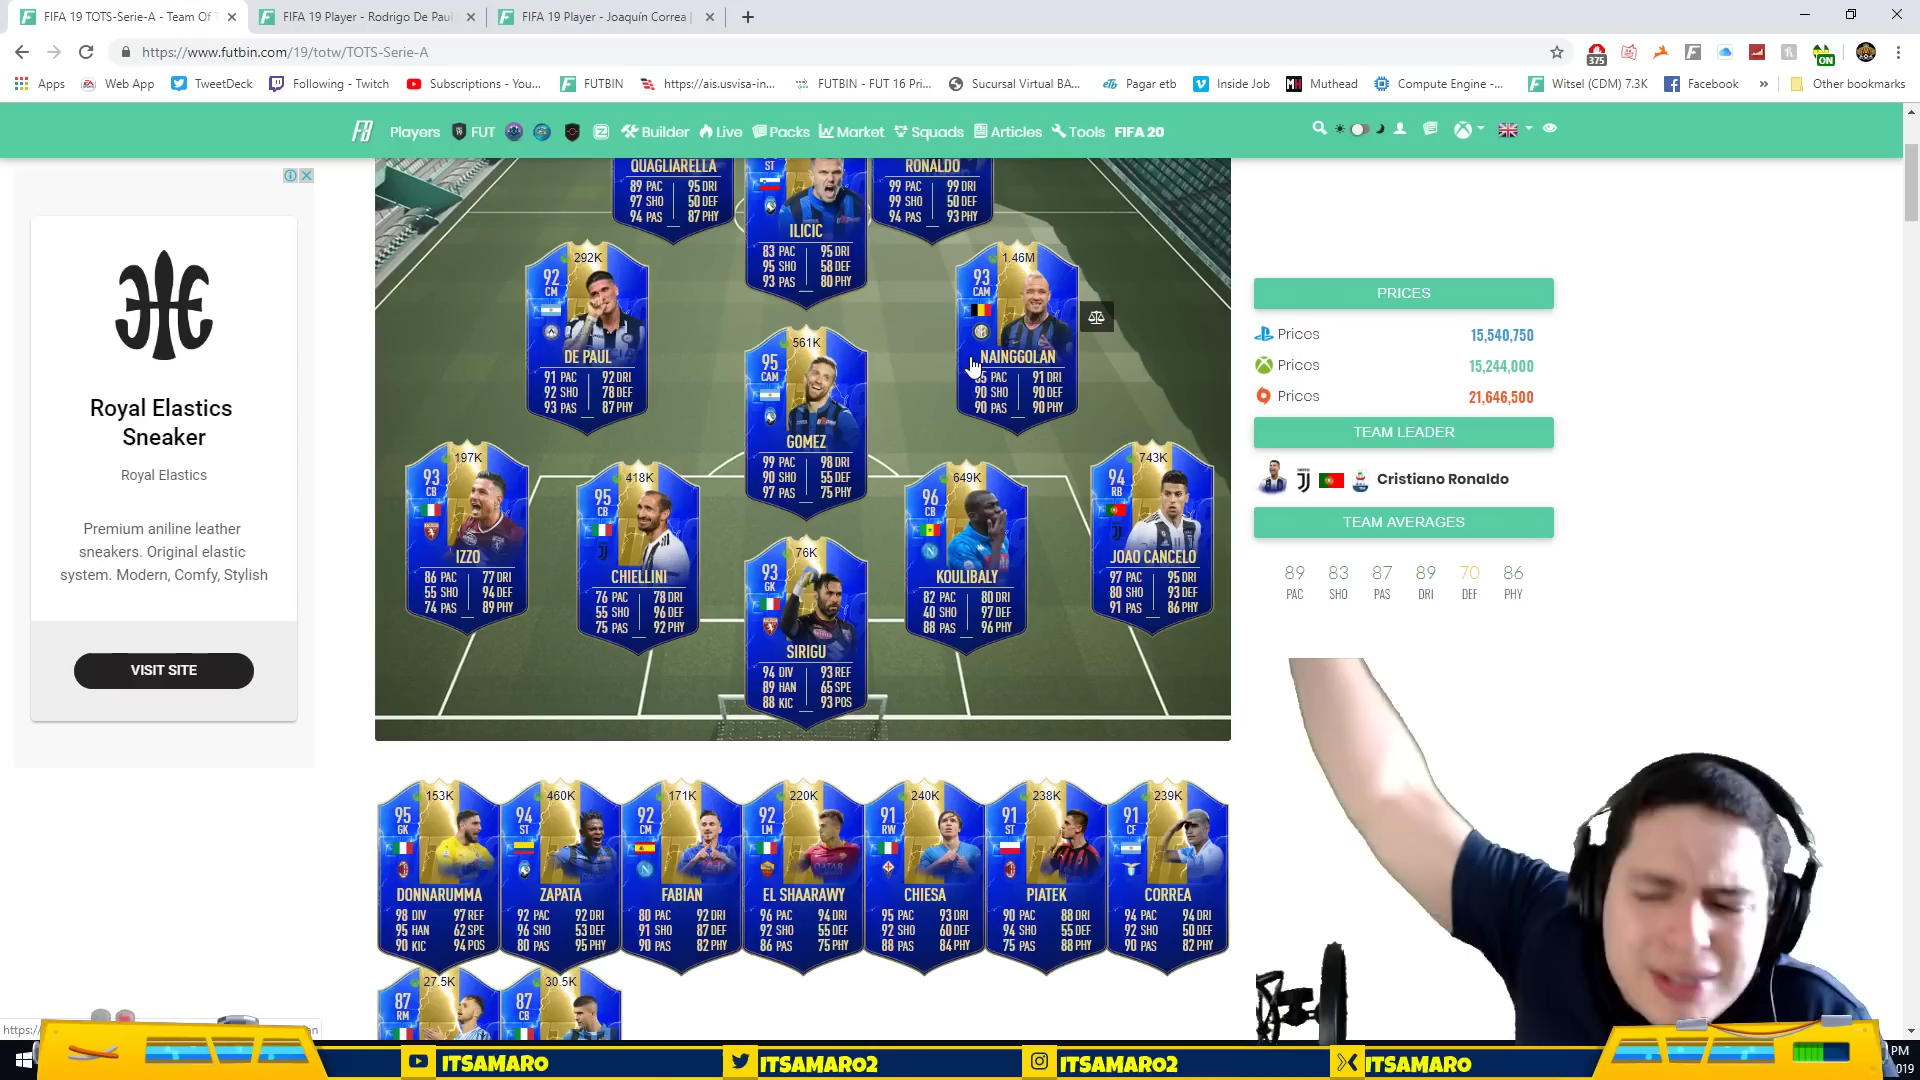 FIFA 19 TOTS-Serie-A - Team Of T
FIFA 19 Player - Rodrigo De Paul
FIFA 19 Player - Joaquín Correa |
https://www.futbin.com/19/totw/TOTS-Serie-A
375
ON
Apps
Web App
TweetDeck
Following - Twitch
Subscriptions - You...
FUTBIN
https://ais.usvisa-in...
FUTBIN - FUT 16 Pri...
Sucursal Virtual BA...
Pagar etb
Inside Job
Muthead
Compute Engine -...
Witsel (CDM) 7.3K
Facebook
»
Other bookmarks
Players
FUT
Builder
Live
Packs
Market
Squads
Articles
Tools
FIFA 20
Royal Elastics
Sneaker
Royal Elastics
Premium aniline leather
sneakers. Original elastic
system. Modern, Comfy, Stylish
VISIT SITE
QUAGLIARELLA
89 PAC 95 DRI
97 SHO 50 DEF
94 PAS 87 PHY
ST
ILICIC
83 PAC 95 DRI
95 SHO 58 DEF
93 PAS 80 PHY
RONALDO
99 PAC 99 DRI
99 SHO 50 DEF
94 PAS 93 PHY
292K
92
CM
DE PAUL
91 PAC 92 DRI
92 SHO 78 DEF
93 PAS 87 PHY
1.46M
93
CAM
NAINGGOLAN
PAC 91 DRI
90 SHO 90 DEF
90 PAS 90 PHY
561K
95
CAM
GOMEZ
99 PAC 98 DRI
90 SHO 55 DEF
97 PAS 75 PHY
197K
93
CB
IZZO
86 PAC 77 DRI
55 SHO 94 DEF
74 PAS 89 PHY
418K
95
CB
CHIELLINI
76 PAC 78 DRI
55 SHO 96 DEF
75 PAS 92 PHY
649K
96
CB
KOULIBALY
82 PAC 80 DRI
40 SHO 97 DEF
88 PAS 96 PHY
743K
94
RB
JOAO CANCELO
97 PAC 95 DRI
80 SHO 93 DEF
91 PAS 86 PHY
76K
93
GK
SIRIGU
94 DIV 93 REF
89 HAN 65 SPE
88 KIC 93 POS
PRICES
Prices 15,540,750
Prices 15,244,000
Prices 21,646,500
TEAM LEADER
Cristiano Ronaldo
TEAM AVERAGES
89 83 87 89 70 86
PAC SHO PAS DRI DEF PHY
153K
95
GK
DONNARUMMA
98 DIV 97 REF
95 HAN 62 SPE
90 KIC 94 POS
460K
94
ST
ZAPATA
92 PAC 92 DRI
96 SHO 53 DEF
80 PAS 95 PHY
171K
92
CM
FABIAN
80 PAC 92 DRI
91 SHO 87 DEF
90 PAS 82 PHY
220K
92
LM
EL SHAARAWY
96 PAC 94 DRI
92 SHO 55 DEF
86 PAS 75 PHY
240K
91
RW
CHIESA
95 PAC 93 DRI
92 SHO 60 DEF
88 PAS 84 PHY
238K
91
ST
PIATEK
90 PAC 88 DRI
94 SHO 55 DEF
75 PAS 88 PHY
239K
91
CF
CORREA
94 PAC 94 DRI
92 SHO 50 DEF
90 PAS 82 PHY
27.5K
87
RM
30.5K
87
CB
https:/
an
ITSAMARO
ITSAMARO2
ITSAMARO2
ITSAMARO
PM
019